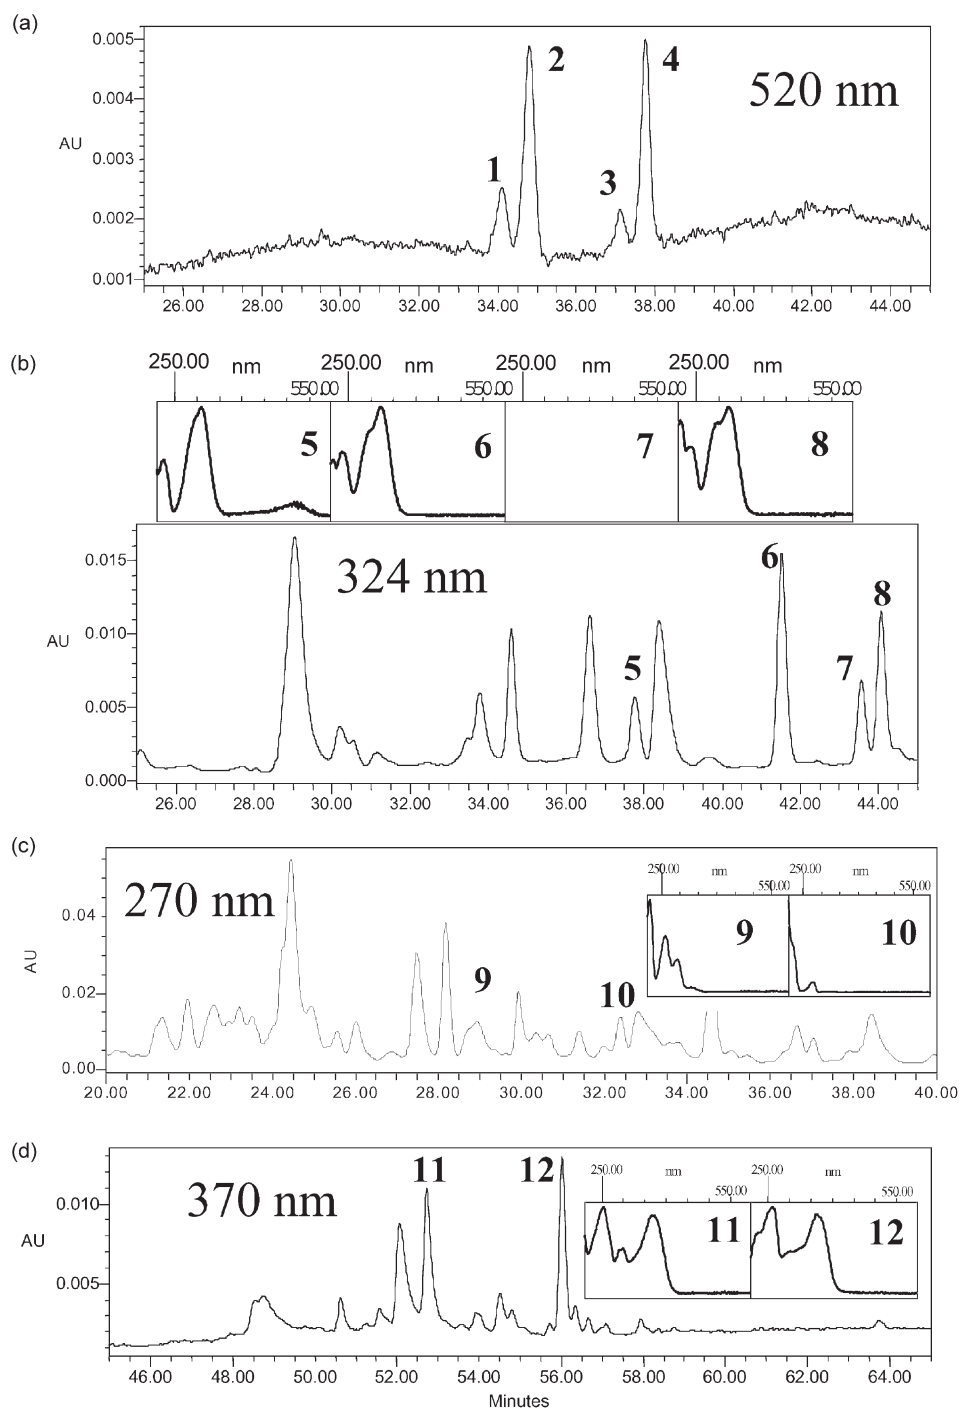 (a)
0.005
2
4
520 nm
0.004
AU
0.003
1
3
0.002
0.001
26.00 28.00 30.00 32.00 34.00 36.00 38.00 40.00 42.00 44.00
(b)
250.00 nm 250.00 nm 250.00 nm 250.00 nm
550.00 550.00 550.00 550.00
5 6 7 8
0.015
324 nm
6
8
0.010
AU
5
7
0.005
0.000
26.00 28.00 30.00 32.00 34.00 36.00 38.00 40.00 42.00 44.00
(c)
250.00 nm 550.00 250.00 nm 550.00
270 nm
0.04
9 10
AU
9
0.02
10
0.00
20.00 22.00 24.00 26.00 28.00 30.00 32.00 34.00 36.00 38.00 40.00
(d)
11
12
250.00 nm 550.00 250.00 nm 550.00
370 nm
0.010
11 12
AU
0.005
46.00 48.00 50.00 52.00 54.00 56.00 58.00 60.00 62.00 64.00
Minutes